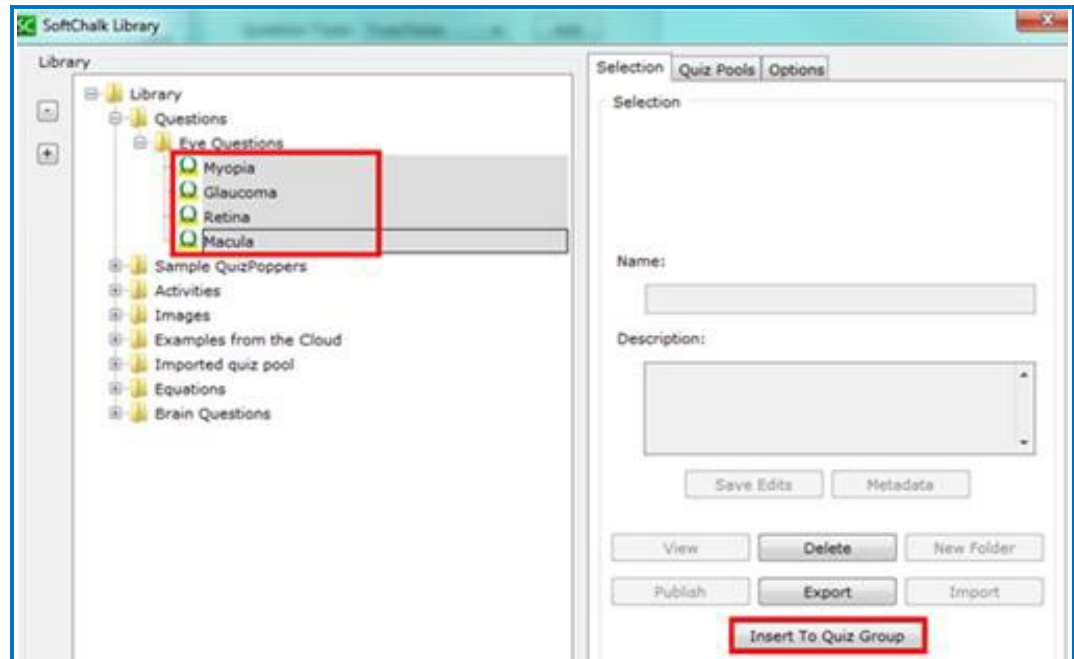 SC SoftChalk Library
Library
Library
Questions
Eye Questions
Myopia
Glaucoma
Retina
Macula
Sample QuizPoppers
Activities
Images
Examples from the Cloud
Imported quiz pool
Equations
Brain Questions
Selection Quiz Pools Options
Selection
Name:
Description:
Save Edits Metadata
View Delete New Folder
Publish Export Import
Insert To Quiz Group